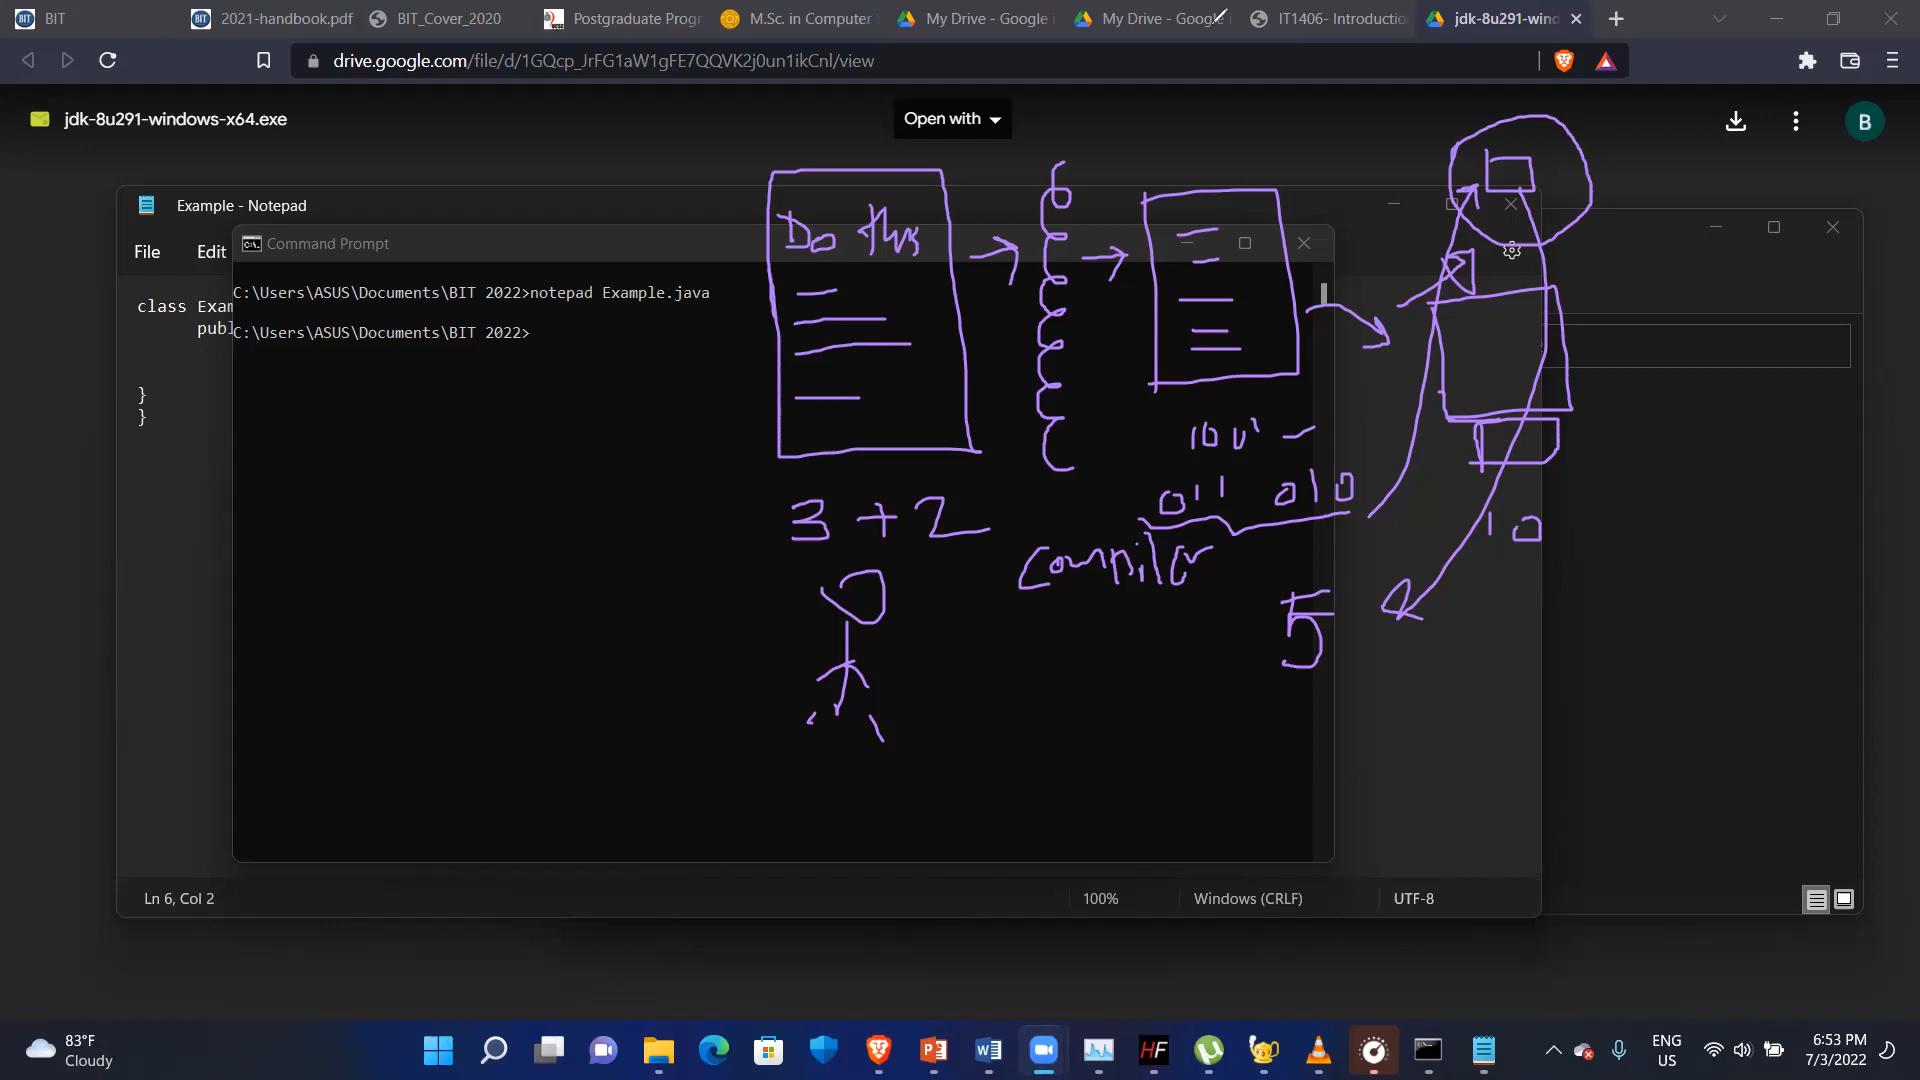 BIT
2021-handbook.pdf
BIT_Cover_2020
Postgraduate Progr
M.Sc. in Computer
My Drive - Google
My Drive - Google
IT1406- Introductio
jdk-8u291-wind
drive.google.com/file/d/1GQcp_JrFG1aW1gFE7QQVK2j0un1ikCnl/view
jdk-8u291-windows-x64.exe
Open with
B
Example - Notepad
File Edit
Command Prompt
class Exam
publ
}
}
C:\Users\ASUS\Documents\BIT 2022>notepad Example.java
C:\Users\ASUS\Documents\BIT 2022>
Do this
3 + 2
011 010
Compiler
10
5
Ln 6, Col 2
100%
Windows (CRLF)
UTF-8
83°F
Cloudy
HF
ENG
US
6:53 PM
7/3/2022